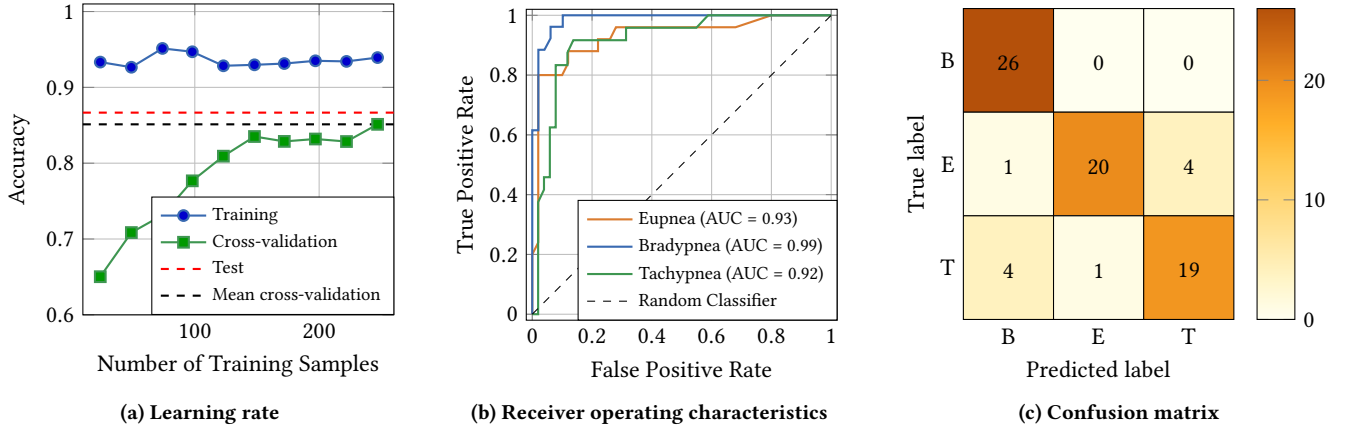 1
0.9
0.8
0.7
0.6
Accuracy
100
200
Number of Training Samples
Training
Cross-validation
Test
Mean cross-validation
(a) Learning rate
1
0.8
0.6
0.4
0.2
0
True Positive Rate
0
0.2
0.4
0.6
0.8
1
False Positive Rate
Eupnea (AUC = 0.93)
Bradypnea (AUC = 0.99)
Tachypnea (AUC = 0.92)
Random Classifier
(b) Receiver operating characteristics
True label
B
26
0
0
E
1
20
4
T
4
1
19
B
E
T
Predicted label
20
10
0
(c) Confusion matrix